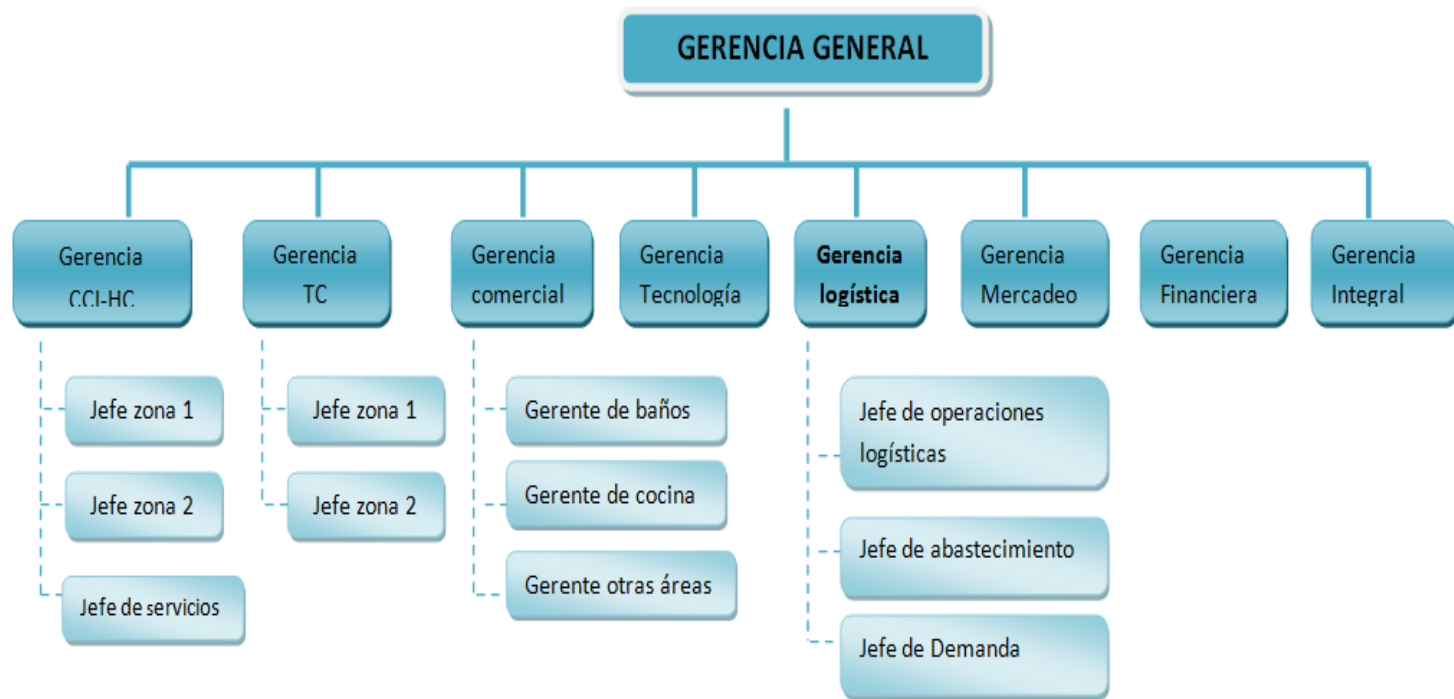 GERENCIA GENERAL
Gerencia
CCI-HC
Gerencia
TC
Gerencia
comercial
Gerencia
Tecnología
Gerencia
logística
Gerencia
Mercadeo
Gerencia
Financiera
Gerencia
Integral
Jefe zona 1
Jefe zona 2
Jefe de servicios
Jefe zona 1
Jefe zona 2
Gerente de baños
Gerente de cocina
Gerente otras áreas
Jefe de operaciones
logísticas
Jefe de abastecimiento
Jefe de Demanda